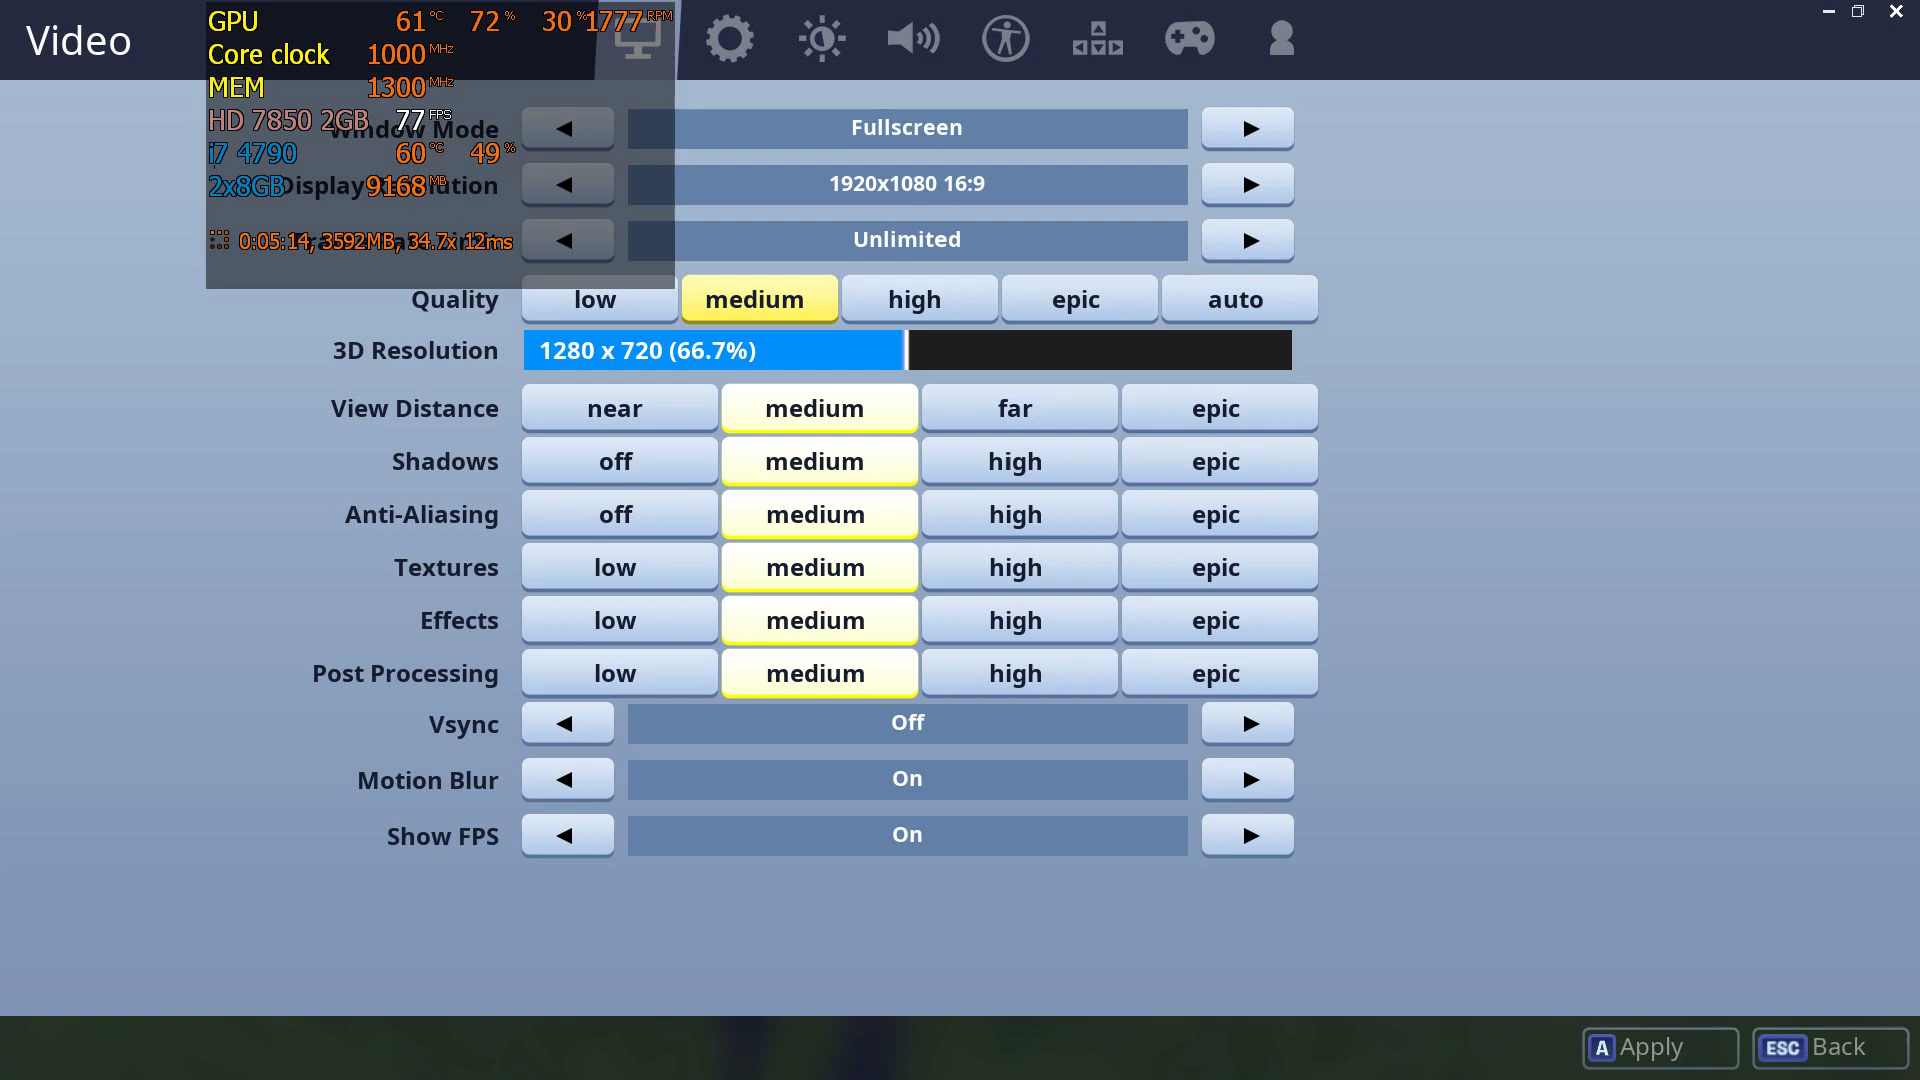 Video
GPU 61 °C 72 % 30 % 1777 RPM
Core clock 1000 MHz
MEM 1300 MHz
HD 7850 2GB 77 FPS
i7 4790 60 °C 49 %
2x8GB 9168 MB
0:05:14, 3592MB, 34.7x 12ms
Window Mode Fullscreen
Display 1920x1080 16:9
Unlimited
Quality low medium high epic auto
3D Resolution 1280 x 720 (66.7%)
View Distance near medium far epic
Shadows off medium high epic
Anti-Aliasing off medium high epic
Textures low medium high epic
Effects low medium high epic
Post Processing low medium high epic
Vsync Off
Motion Blur On
Show FPS On
A Apply ESC Back